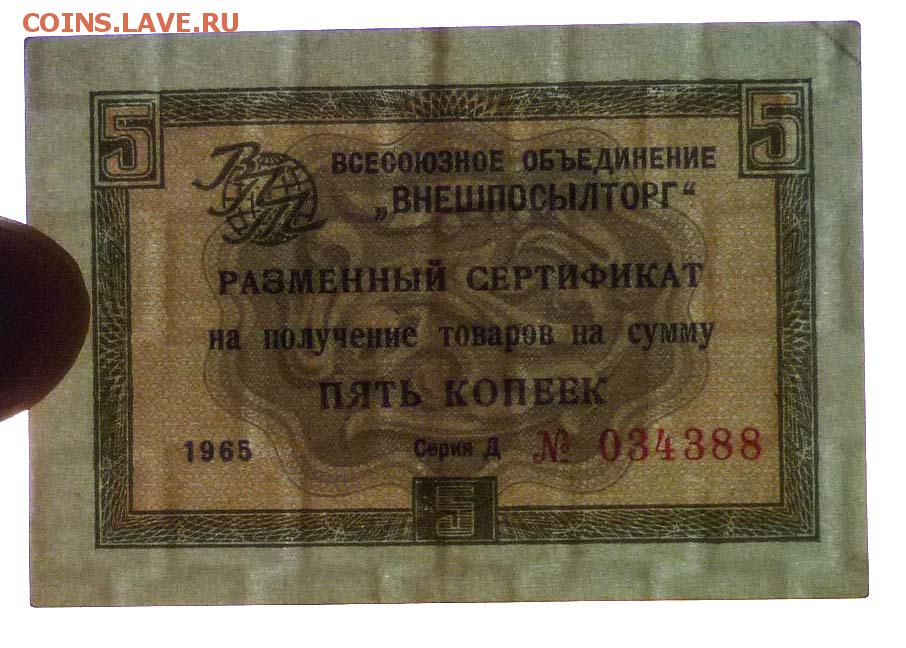 COINS.LAVE.RU
5 5
ВПТ
ВСЕСОЮЗНОЕ ОБЪЕДИНЕНИЕ
„ВНЕШПОСЫЛТОРГ“
РАЗМЕННЫЙ СЕРТИФИКАТ
на получение товаров на сумму
ПЯТЬ КОПЕЕК
1965 Серия Д № 034388
5